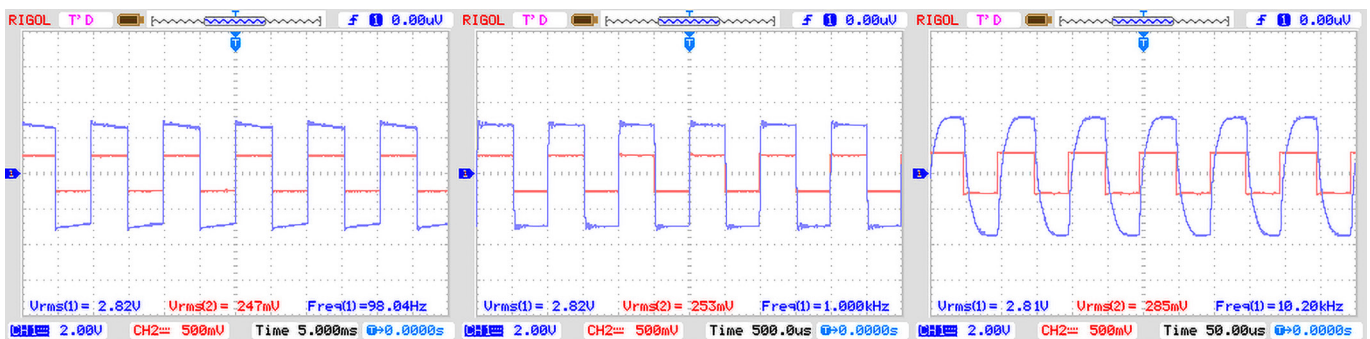 RIGOL T'D T 1 0.00uV
T
1
Vrms(1)= 2.82V Vrms(2)= 247mV Freq(1)=98.04Hz
CH1 2.00V CH2 500mV Time 5.000ms T→0.0000s
RIGOL T'D T 1 0.00uV
T
1
Vrms(1)= 2.82V Vrms(2)= 253mV Freq(1)=1.000kHz
CH1 2.00V CH2 500mV Time 500.0us T→0.0000s
RIGOL T'D T 1 0.00uV
T
1
Vrms(1)= 2.81V Vrms(2)= 285mV Freq(1)=10.20kHz
CH1 2.00V CH2 500mV Time 50.00us T→0.0000s